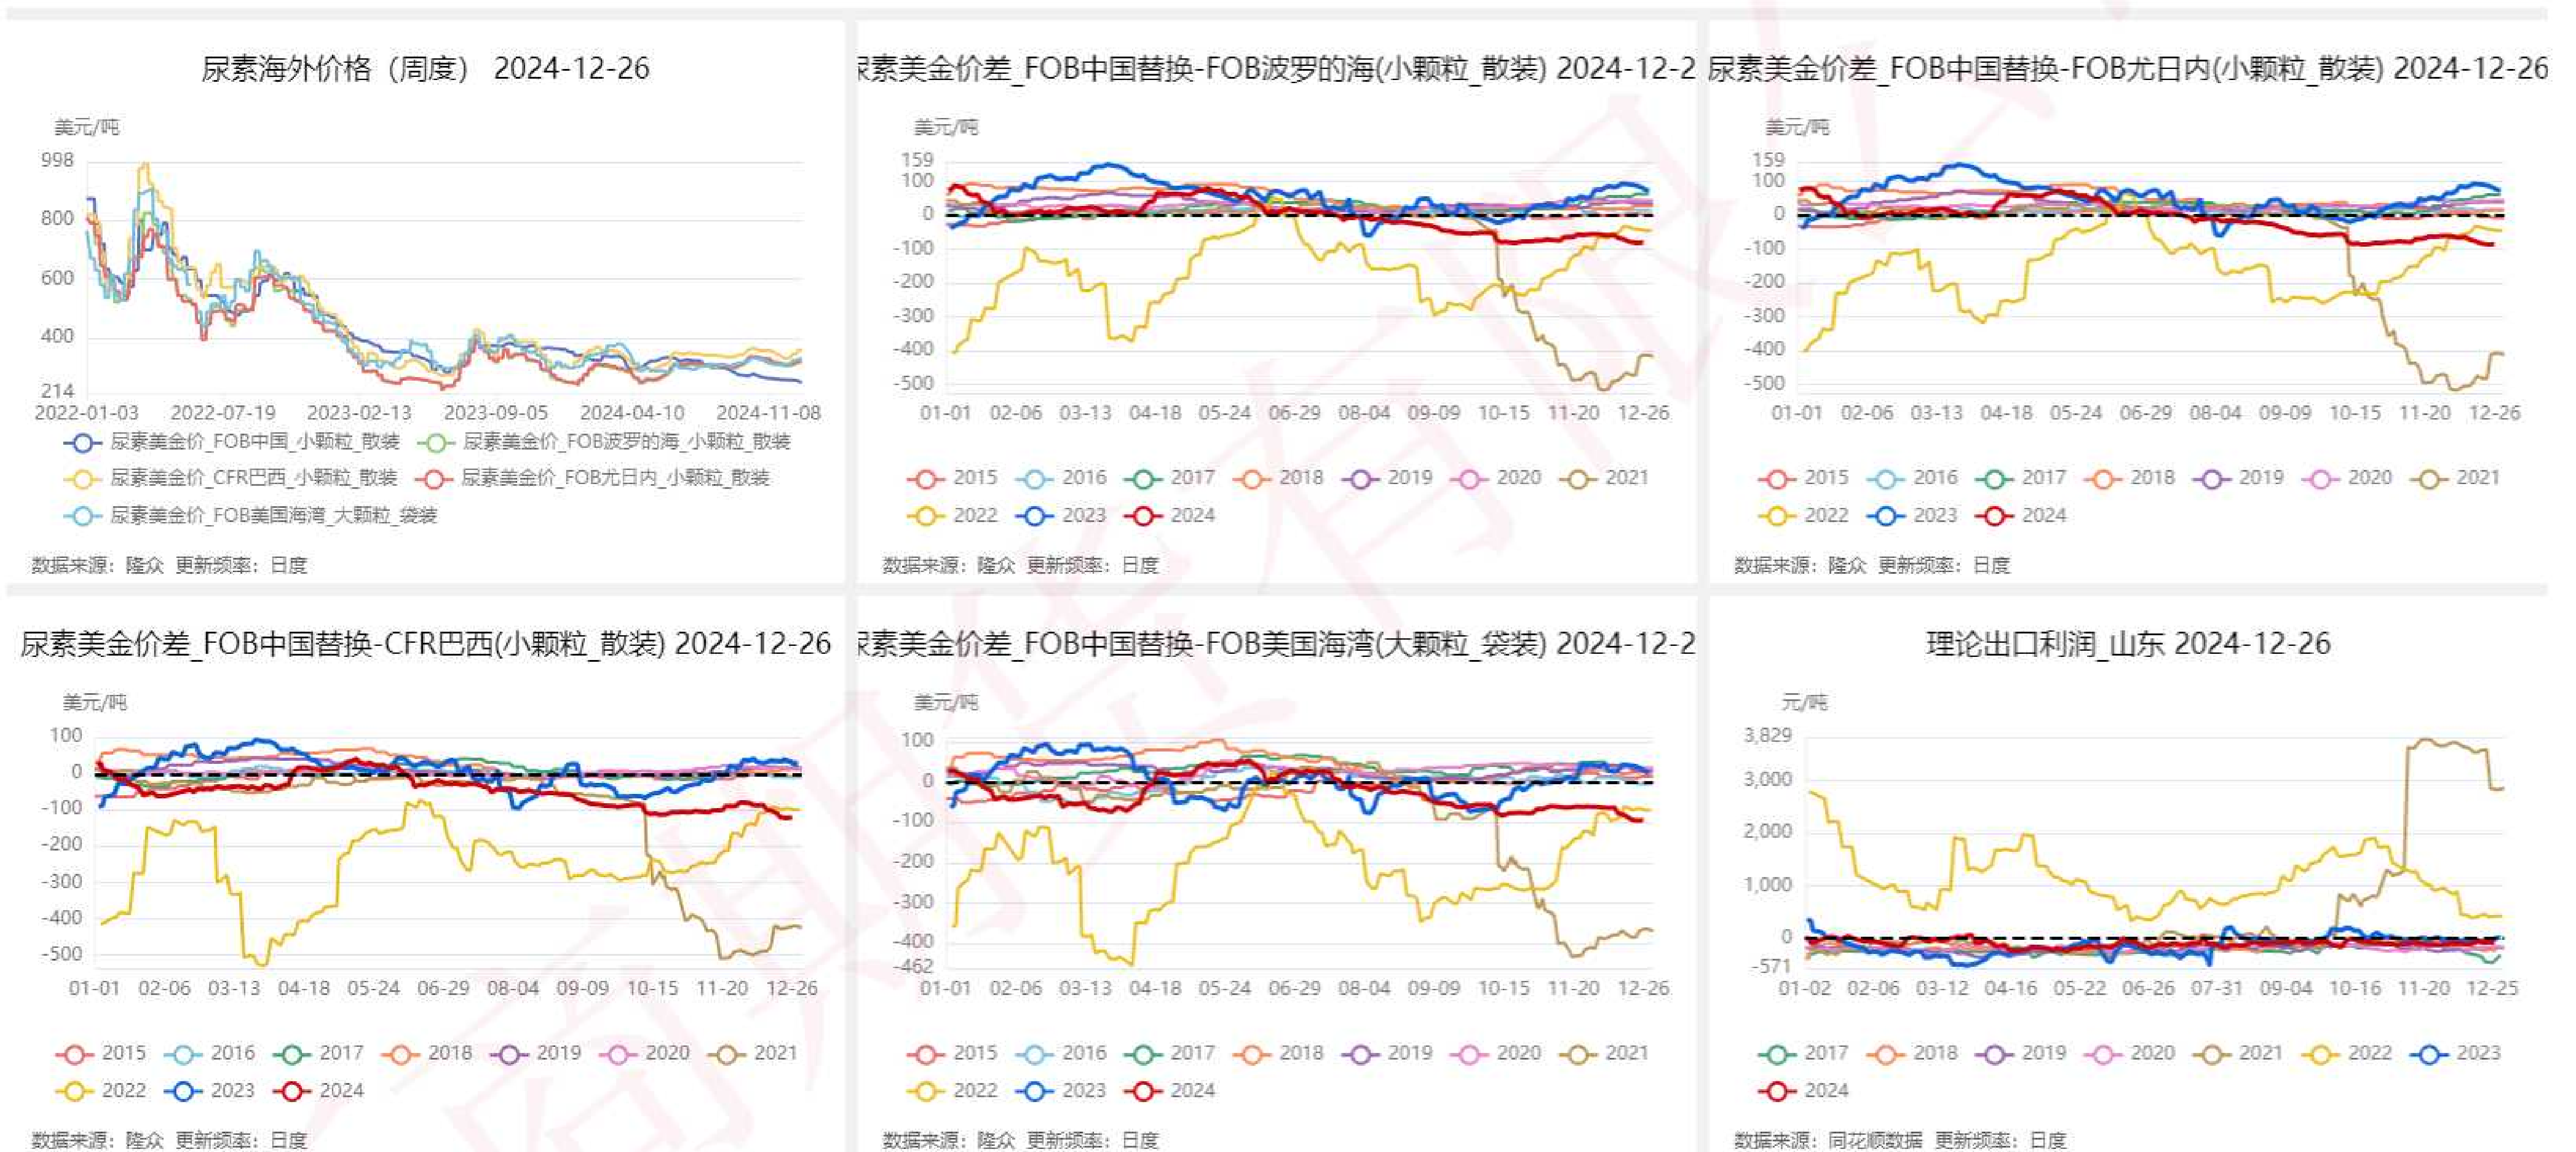 尿素海外价格（周度） 2024-12-26
美元/吨
998
800
600
400
214
2022-01-03 2022-07-19 2023-02-13 2023-09-05 2024-04-10 2024-11-08
尿素美金价_FOB中国_小颗粒_散装 尿素美金价_FOB波罗的海_小颗粒_散装
尿素美金价_CFR巴西_小颗粒_散装 尿素美金价_FOB尤日内_小颗粒_散装
尿素美金价_FOB美国海湾_大颗粒_袋装
数据来源：隆众 更新频率：日度
尿素美金价差_FOB中国替换-FOB波罗的海(小颗粒_散装) 2024-12-2
美元/吨
159
100
0
-100
-200
-300
-400
-500
01-01 02-06 03-13 04-18 05-24 06-29 08-04 09-09 10-15 11-20 12-26
2015 2016 2017 2018 2019 2020 2021
2022 2023 2024
数据来源：隆众 更新频率：日度
尿素美金价差_FOB中国替换-FOB尤日内(小颗粒_散装) 2024-12-26
美元/吨
159
100
0
-100
-200
-300
-400
-500
01-01 02-06 03-13 04-18 05-24 06-29 08-04 09-09 10-15 11-20 12-26
2015 2016 2017 2018 2019 2020 2021
2022 2023 2024
数据来源：隆众 更新频率：日度
尿素美金价差_FOB中国替换-CFR巴西(小颗粒_散装) 2024-12-26
美元/吨
100
0
-100
-200
-300
-400
-500
01-01 02-06 03-13 04-18 05-24 06-29 08-04 09-09 10-15 11-20 12-26
2015 2016 2017 2018 2019 2020 2021
2022 2023 2024
数据来源：隆众 更新频率：日度
尿素美金价差_FOB中国替换-FOB美国海湾(大颗粒_袋装) 2024-12-2
美元/吨
100
0
-100
-200
-300
-400
-462
01-01 02-06 03-13 04-18 05-24 06-29 08-04 09-09 10-15 11-20 12-26
2015 2016 2017 2018 2019 2020 2021
2022 2023 2024
数据来源：隆众 更新频率：日度
理论出口利润_山东 2024-12-26
元/吨
3,829
3,000
2,000
1,000
0
-571
01-02 02-06 03-12 04-16 05-22 06-26 07-31 09-04 10-16 11-20 12-25
2017 2018 2019 2020 2021 2022 2023
2024
数据来源：同花顺数据 更新频率：日度